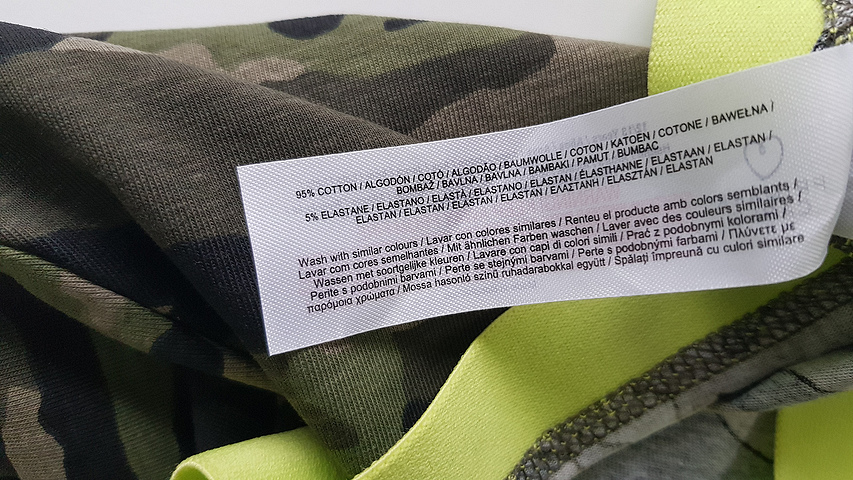 95% COTTON / ALGODÓN / COTÓ / ALGODÃO / BAUMWOLLE / COTON / KATOEN / COTONE / BAWEŁNA /
BOMBAŽ / BAVLNA / BAVLNA / BAMBAKI / PAMUT / BUMBAC
5% ELASTANE / ELASTANO / ELASTÀ / ELASTANO / ELASTAN / ÉLASTHANNE / ELASTAAN / ELASTAN /
ELASTAN / ELASTAN / ELASTAN / ELASTAN / ΕΛΑΣΤΑΝΗ / ELASZTÁN / ELASTAN
Wash with similar colours / Lavar con colores similares / Renteu el producte amb colors semblants /
Lavar com cores semelhantes / Mit ähnlichen Farben waschen / Laver avec des couleurs similaires /
Wassen met soortgelijke kleuren / Lavare con capi di colori simili / Prać z podobnymi kolorami /
Perite s podobnimi barvami / Perte se stejnými barvami / Perte s podobnými farbami / Πλύνετε με
παρόμοια χρώματα / Mossa hasonló színű ruhadarabokkal együtt / Spălați împreună cu culori similare